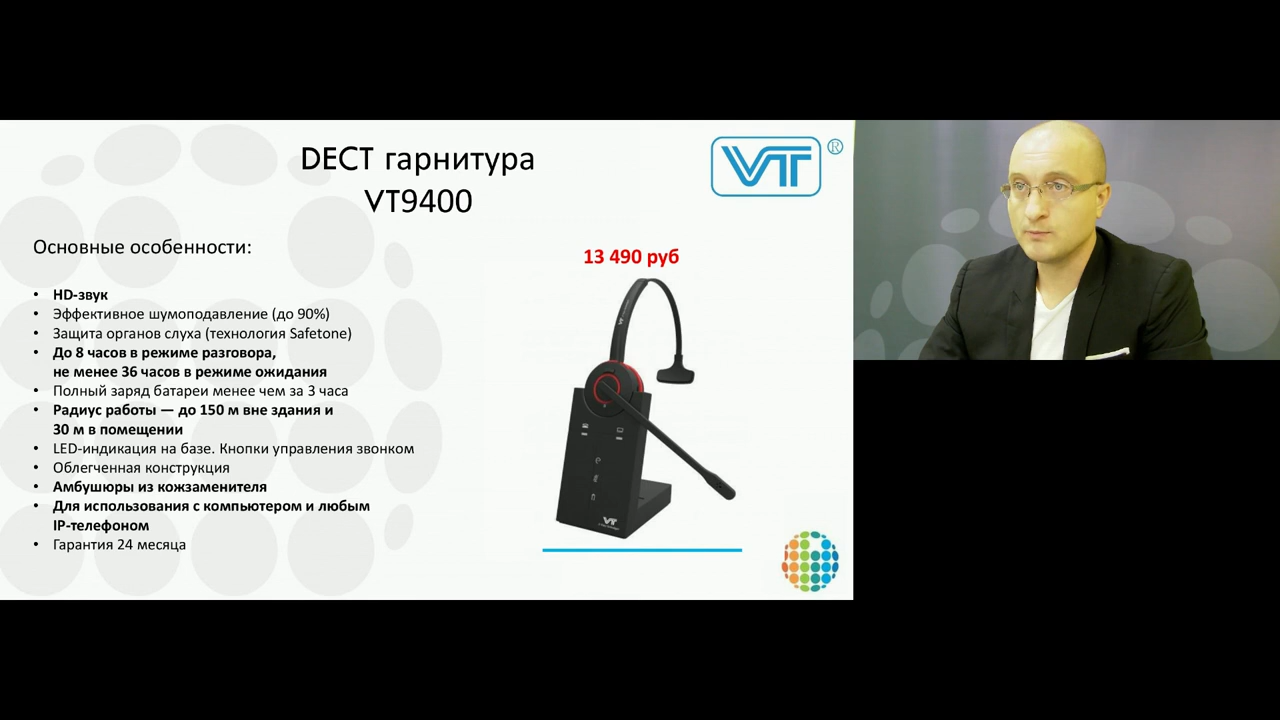 DECT гарнитура
VT9400
VT®
Основные особенности:
13 490 руб
• HD-звук
• Эффективное шумоподавление (до 90%)
• Защита органов слуха (технология Safetone)
• До 8 часов в режиме разговора,
не менее 36 часов в режиме ожидания
• Полный заряд батареи менее чем за 3 часа
• Радиус работы — до 150 м вне здания и
30 м в помещении
• LED-индикация на базе. Кнопки управления звонком
• Облегченная конструкция
• Амбушюры из кожзаменителя
• Для использования с компьютером и любым
IP-телефоном
• Гарантия 24 месяца
VT
VT